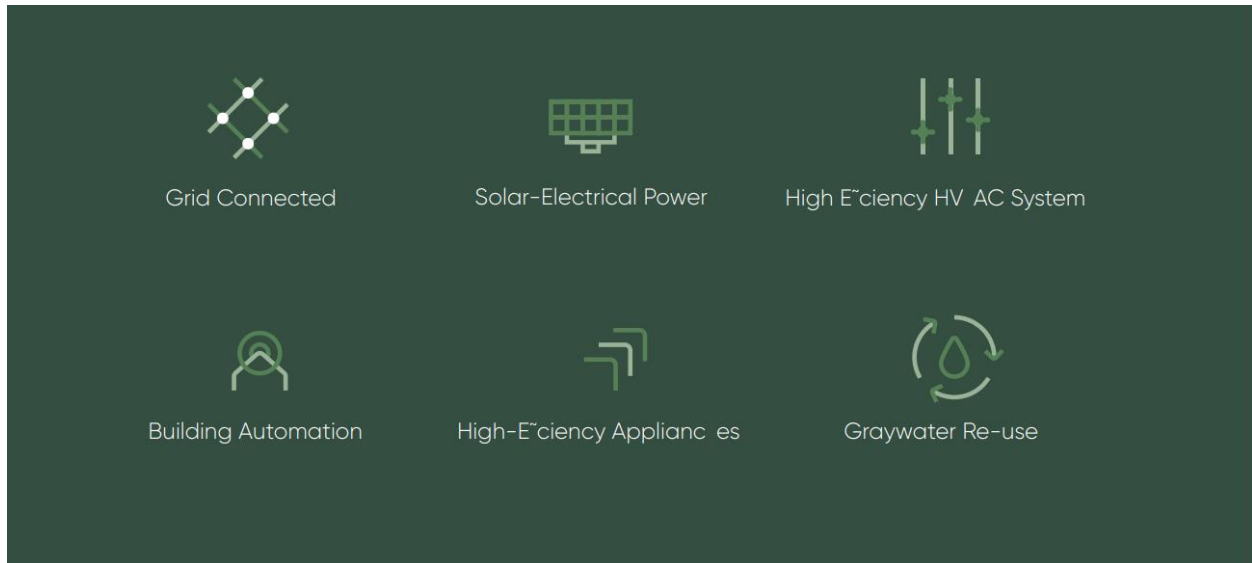 Grid Connected
Solar-Electrical Power
High E˜ciency HV AC System
Building Automation
High-E˜ciency Applianc es
Graywater Re-use